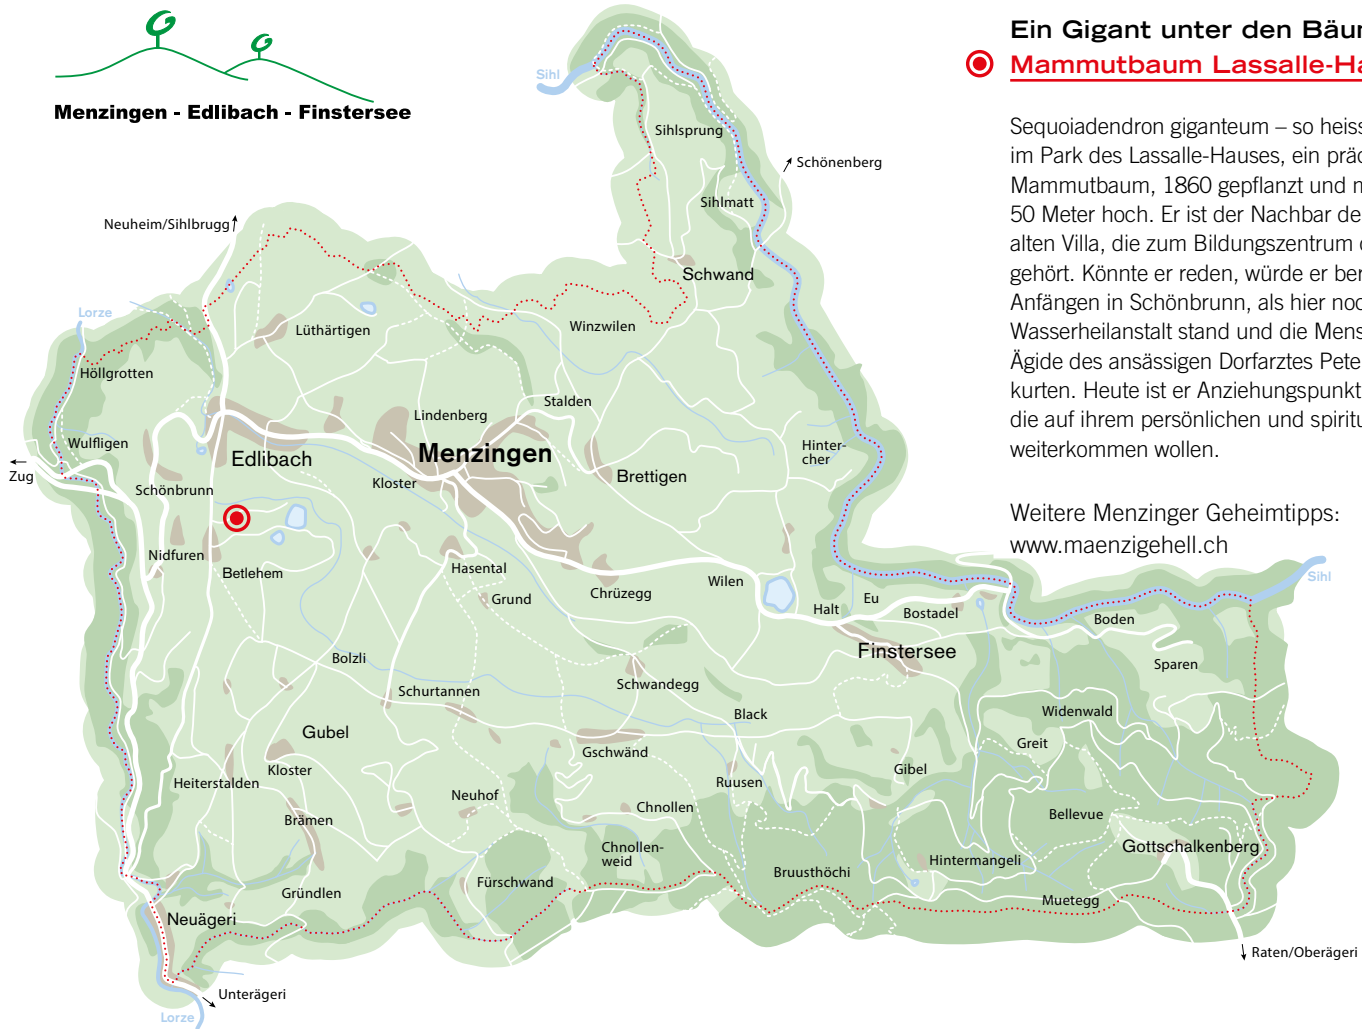 Menzingen - Edlibach - Finstersee
Ein Gigant unter den Bäu
Mammutbaum Lassalle-Ha
Sequoiadendron giganteum – so heiss
im Park des Lassalle-Hauses, ein prä
Mammutbaum, 1860 gepflanzt und
50 Meter hoch. Er ist der Nachbar de
alten Villa, die zum Bildungszentrum
gehört. Könnte er reden, würde er ber
Anfängen in Schönbrunn, als hier no
Wasserheilanstalt stand und die Mens
Ägide des ansässigen Dorfarztes Pete
kurten. Heute ist er Anziehungspunkt
die auf ihrem persönlichen und spiritu
weiterkommen wollen.
Weitere Menzinger Geheimtipps:
www.maenzigehell.ch
Sihl
Sihlsprung
Schönenberg
Sihlmatt
Neuheim/Sihlbrugg
Schwand
Lorze
Lüthärtigen
Winzwilen
Höllgrotten
Stalden
Lindenberg
Wulfligen
Menzingen
Edlibach
Hinter-
cher
Zug
Kloster
Brettigen
Schönbrunn
Nidfuren
Betlehem
Hasental
Grund
Chrüzegg
Wilen
Sihl
Halt
Eu
Bostadel
Boden
Finstersee
Bolzli
Sparen
Schurtannen
Schwandegg
Black
Widenwald
Gubel
Greit
Gschwänd
Kloster
Heiterstalden
Gibel
Ruusen
Neuhof
Chnollen
Brämen
Bellevue
Chnollen-
weid
Gottschalkenberg
Hintermangeli
Bruusthöchi
Fürschwand
Gründlen
Muetegg
Neuägeri
Raten/Oberägeri
Unterägeri
Lorze